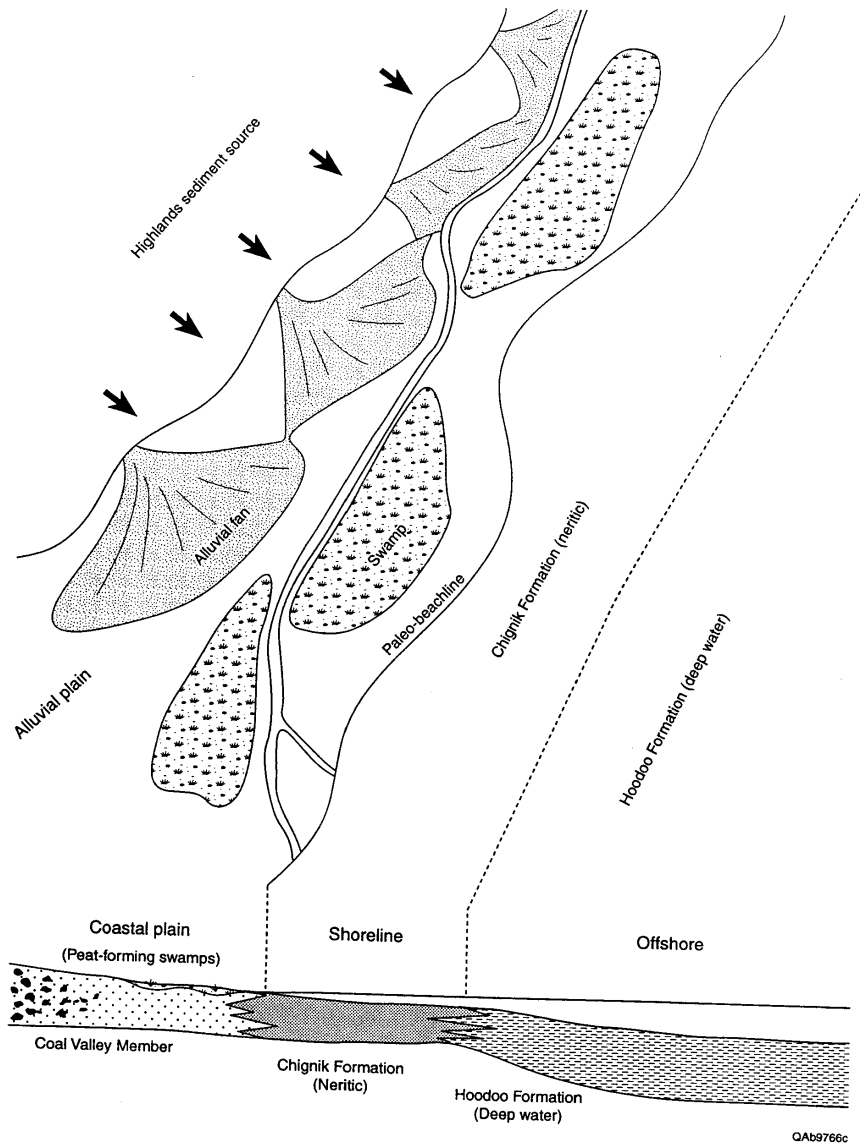 Highlands sediment source
Alluvial fan
Swamp
Paleo-beachline
Chignik Formation (neritic)
Hoodoo Formation (deep water)
Alluvial plain
Coastal plain
(Peat-forming swamps)
Shoreline
Offshore
Coal Valley Member
Chignik Formation
(Neritic)
Hoodoo Formation
(Deep water)
QAb9766c